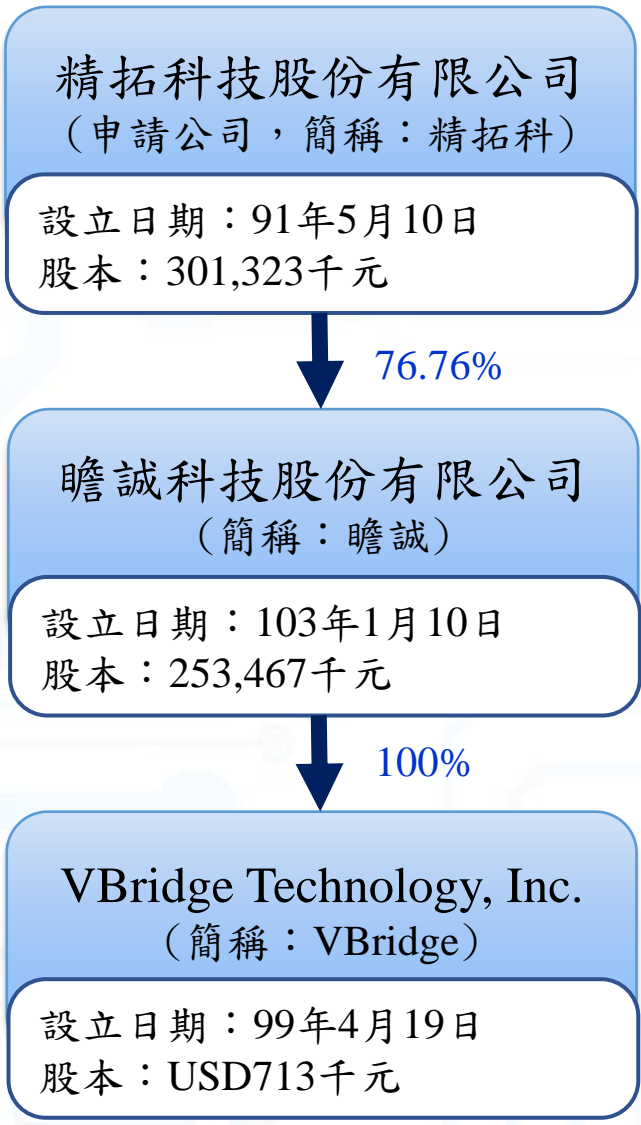 精拓科技股份有限公司
（申請公司，簡稱：精拓科）
設立日期：91年5月10日
股本：301,323千元
76.76%
瞻誠科技股份有限公司
（簡稱：瞻誠）
設立日期：103年1月10日
股本：253,467千元
100%
VBridge Technology, Inc.
（簡稱：VBridge）
設立日期：99年4月19日
股本：USD713千元